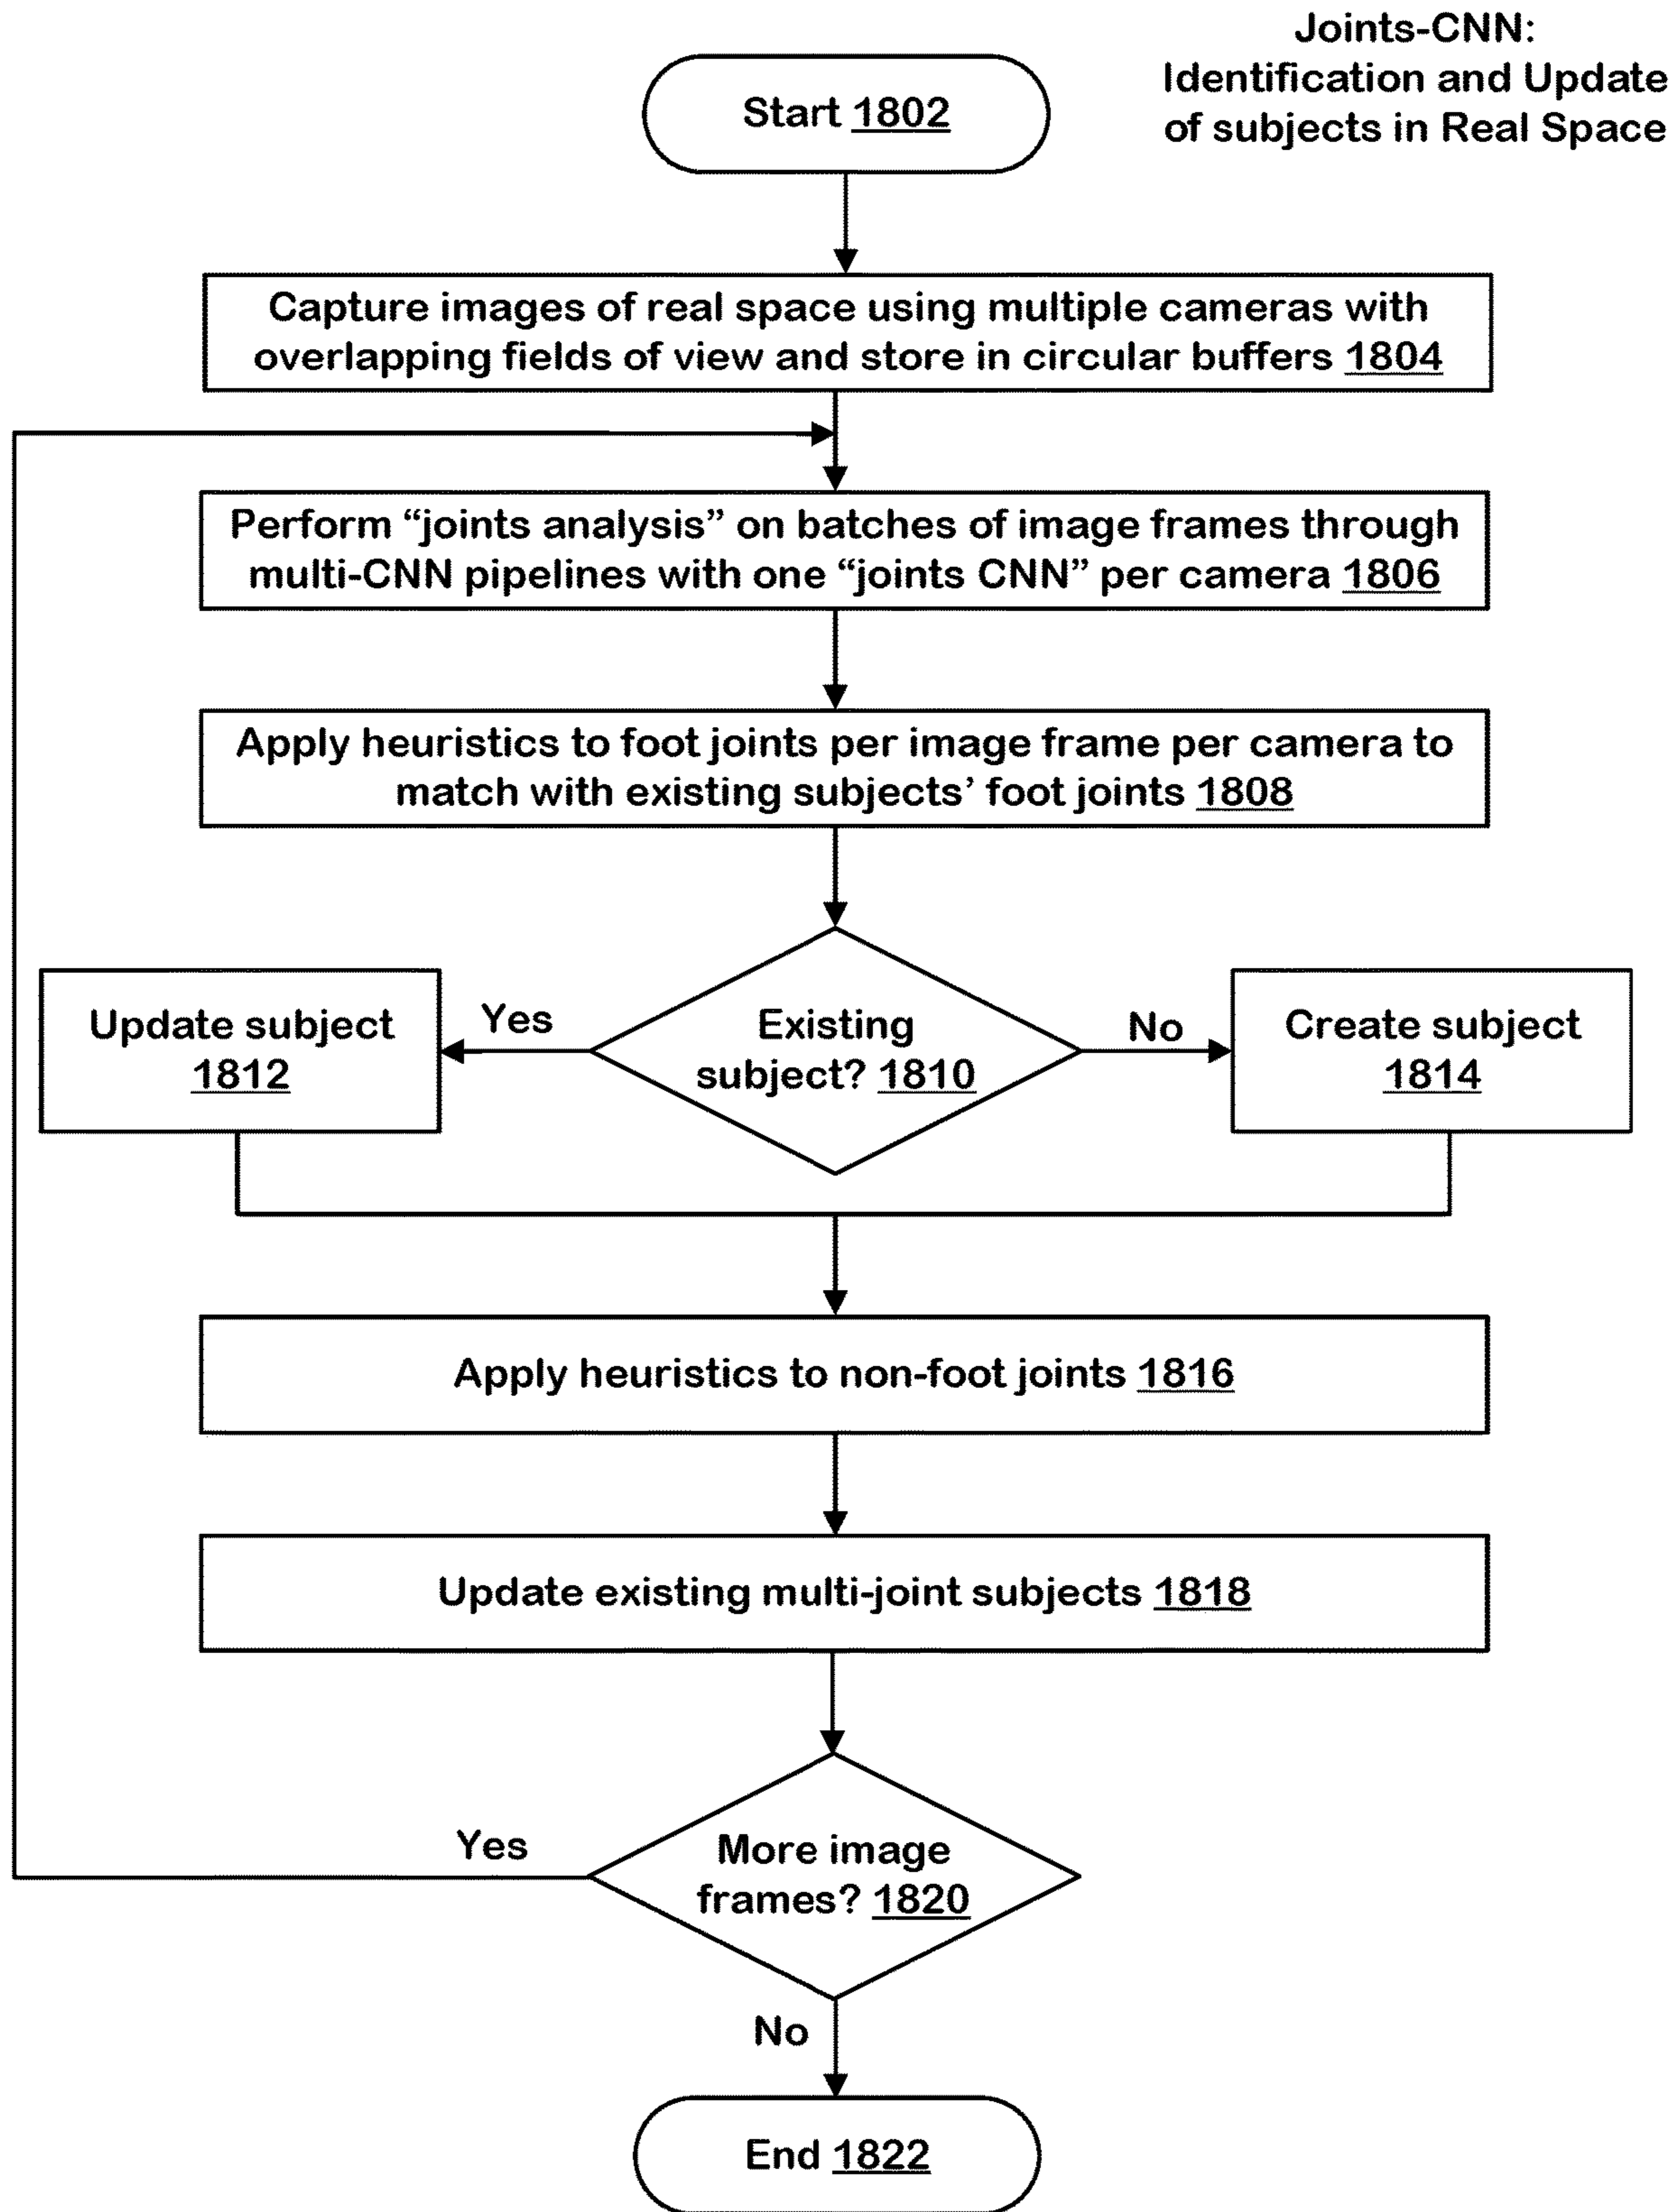 Joints-CNN:
Identification and Update
of subjects in Real Space
Start 1802
Capture images of real space using multiple cameras with
overlapping fields of view and store in circular buffers 1804
Perform “joints analysis” on batches of image frames through
multi-CNN pipelines with one “joints CNN” per camera 1806
Apply heuristics to foot joints per image frame per camera to
match with existing subjects’ foot joints 1808
Existing
subject? 1810
Yes
No
Update subject
1812
Create subject
1814
Apply heuristics to non-foot joints 1816
Update existing multi-joint subjects 1818
More image
frames? 1820
Yes
No
End 1822